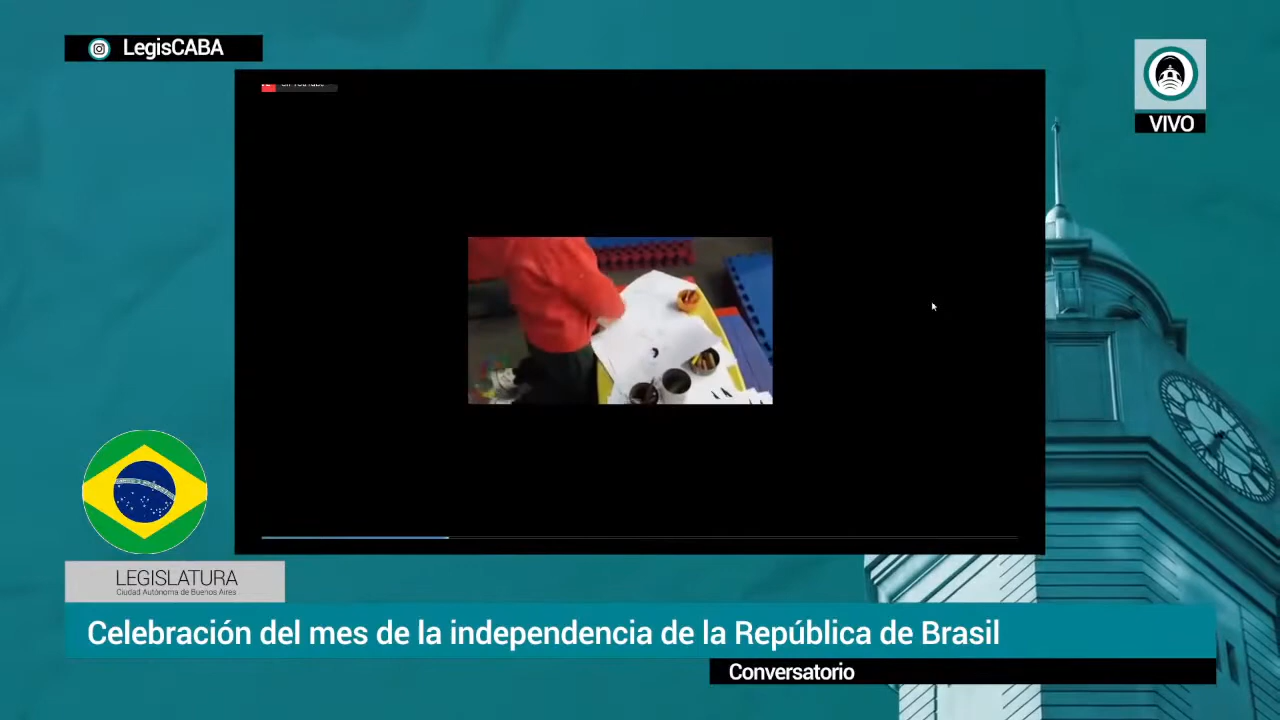 LegisCABA
VIVO
LEGISLATURA
Ciudad Autónoma de Buenos Aires
Celebración del mes de la independencia de la República de Brasil
Conversatorio